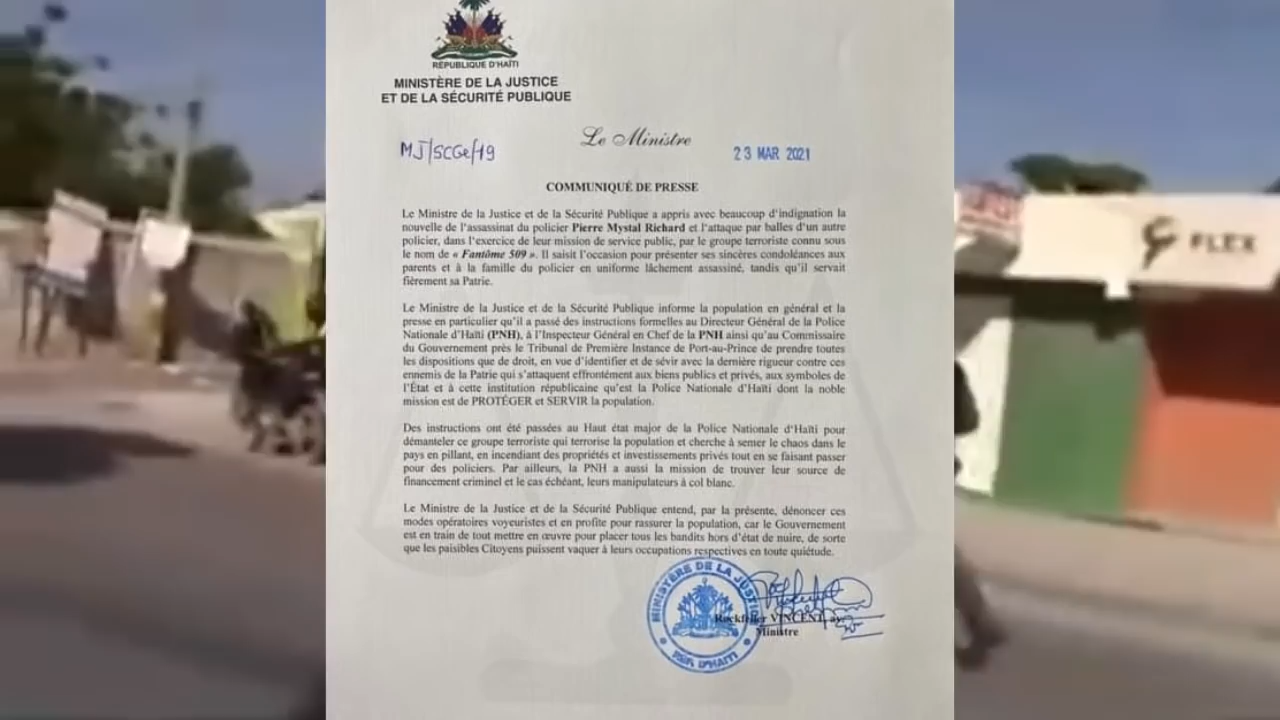 RÉPUBLIQUE D'HAÏTI
MINISTÈRE DE LA JUSTICE
ET DE LA SÉCURITÉ PUBLIQUE
Le Ministre
MJ/SCGe/19
23 MAR 2021
COMMUNIQUÉ DE PRESSE
Le Ministre de la Justice et de la Sécurité Publique a appris avec beaucoup d'indignation la
nouvelle de l'assassinat du policier Pierre Mystal Richard et l'attaque par balles d'un autre
policier, dans l'exercice de leur mission de service public, par le groupe terroriste connu sous
le nom de « Fantôme 509 ». Il saisit l'occasion pour présenter ses sincères condoléances aux
parents et à la famille du policier en uniforme lâchement assassiné, tandis qu'il servait
fièrement sa Patrie.
Le Ministre de la Justice et de la Sécurité Publique informe la population en général et la
presse en particulier qu'il a passé des instructions formelles au Directeur Général de la Police
Nationale d'Haïti (PNH), à l'Inspecteur Général en Chef de la PNH ainsi qu'au Commissaire
du Gouvernement près le Tribunal de Première Instance de Port-au-Prince de prendre toutes
les dispositions que de droit, en vue d'identifier et de sévir avec la dernière rigueur contre ces
ennemis de la Patrie qui s'attaquent effrontément aux biens publics et privés, aux symboles de
l'État et à cette institution républicaine qu'est la Police Nationale d'Haïti dont la noble
mission est de PROTÉGER et SERVIR la population.
Des instructions ont été passées au Haut état major de la Police Nationale d'Haïti pour
démanteler ce groupe terroriste qui terrorise la population et cherche à semer le chaos dans le
pays en pillant, en incendiant des propriétés et investissements privés tout en se faisant passer
pour des policiers. Par ailleurs, la PNH a aussi la mission de trouver leur source de
financement criminel et le cas échéant, leurs manipulateurs à col blanc.
Le Ministre de la Justice et de la Sécurité Publique entend, par la présente, dénoncer ces
modes opératoires voyeuristes et en profite pour rassurer la population, car le Gouvernement
est en train de tout mettre en œuvre pour placer tous les bandits hors d'état de nuire, de sorte
que les paisibles Citoyens puissent vaquer à leurs occupations respectives en toute quiétude.
MINISTÈRE DE LA JUSTICE
REP. D'HAITI
Rockfeller VINCENT, av.
Ministre
FLEX